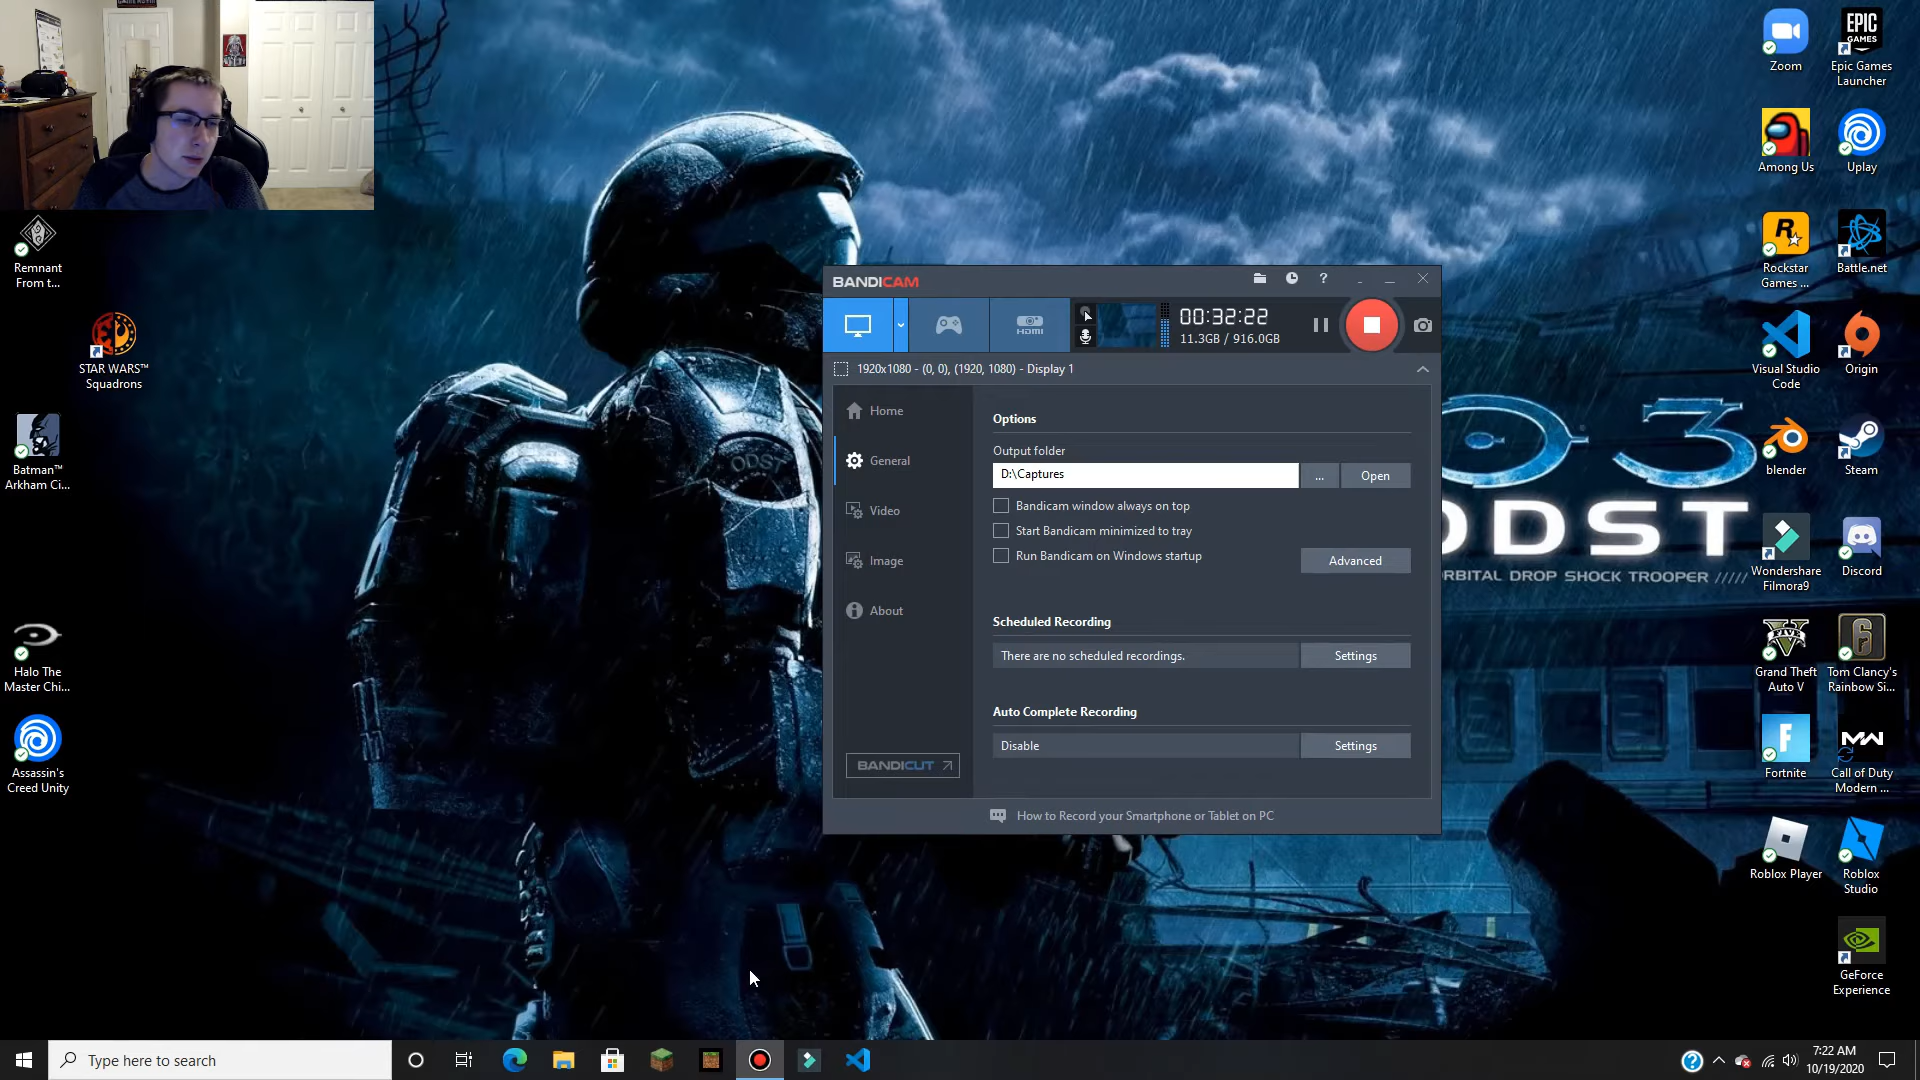 Remnant
From t...
STAR WARS™
Squadrons
Batman™
Arkham Ci...
Halo The
Master Chi...
Assassin's
Creed Unity
BANDICAM
?
HDMI
00:32:22
11.3GB / 916.0GB
1920x1080 - (0, 0), (1920, 1080) - Display 1
Home
General
Video
Image
About
BANDICUT
Options
Output folder
D:\Captures
...
Open
Bandicam window always on top
Start Bandicam minimized to tray
Run Bandicam on Windows startup
Advanced
Scheduled Recording
There are no scheduled recordings.
Settings
Auto Complete Recording
Disable
Settings
How to Record your Smartphone or Tablet on PC
ODST
O 3
ODST
ORBITAL DROP SHOCK TROOPER /////
Zoom
EPIC
GAMES
Epic Games
Launcher
Among Us
Uplay
R
Rockstar
Games ...
Battle.net
Visual Studio
Code
Origin
blender
Steam
Wondershare
Filmora9
Discord
FIVE
Grand Theft
Auto V
6
Tom Clancy's
Rainbow Si...
F
Fortnite
MW
Call of Duty
Modern ...
Roblox Player
Roblox
Studio
GeForce
Experience
Type here to search
?
7:22 AM
10/19/2020